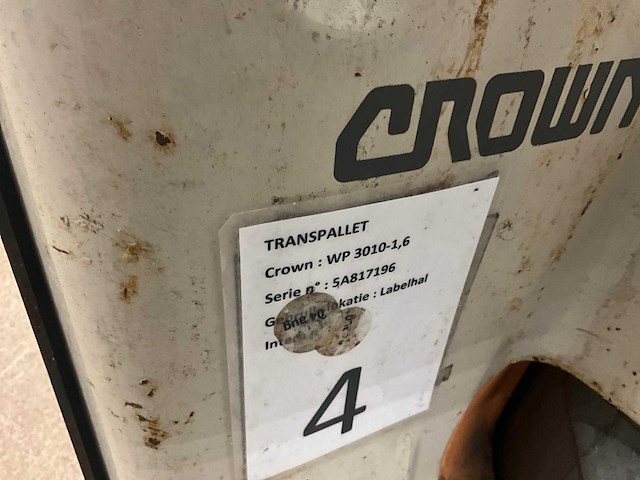 CROWN
TRANSPALLET
Crown : WP 3010-1,6
Serie n° : 5A817196
: Labelhal
4